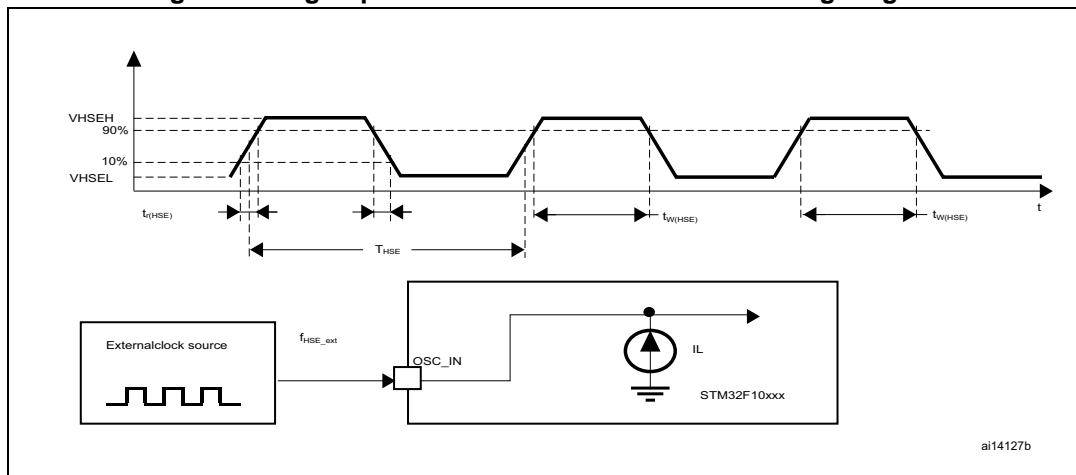 VHSEH
90%
10%
VHSEL
tr(HSE)
tW(HSE)
tW(HSE)
t
THSE
Externalclock source
fHSE_ext
OSC_IN
IL
STM32F10xxx
ai14127b